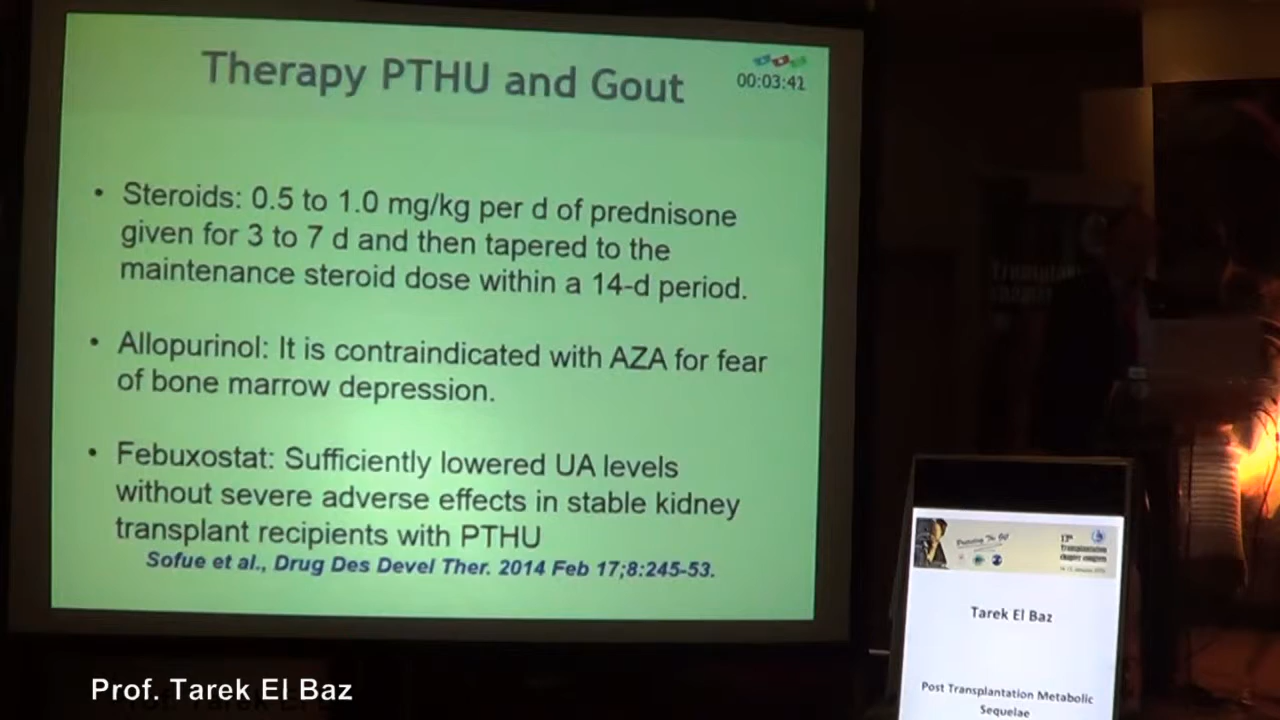 Therapy PTHU and Gout
00:03:41
• Steroids: 0.5 to 1.0 mg/kg per d of prednisone
given for 3 to 7 d and then tapered to the
maintenance steroid dose within a 14-d period.
• Allopurinol: It is contraindicated with AZA for fear
of bone marrow depression.
• Febuxostat: Sufficiently lowered UA levels
without severe adverse effects in stable kidney
transplant recipients with PTHU
Sofue et al., Drug Des Devel Ther. 2014 Feb 17;8:245-53.
Tarek El Baz
Post Transplantation Metabolic
Sequelae
Prof. Tarek El Baz